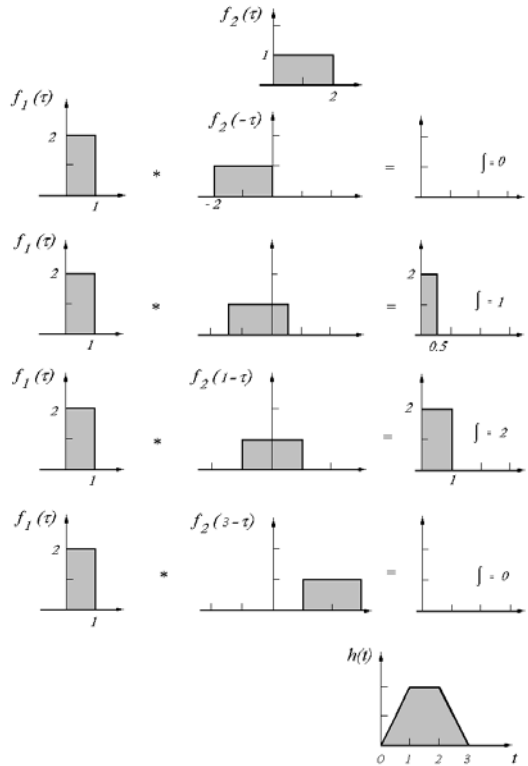 f₂(τ)
1
2
f₁(τ)
2
1
*
f₂(-τ)
-2
=
∫ = 0
f₁(τ)
2
1
*
=
2
0.5
∫ = 1
f₁(τ)
2
1
*
f₂(1-τ)
=
2
1
∫ = 2
f₁(τ)
2
1
*
f₂(3-τ)
=
∫ = 0
h(t)
0 1 2 3 t